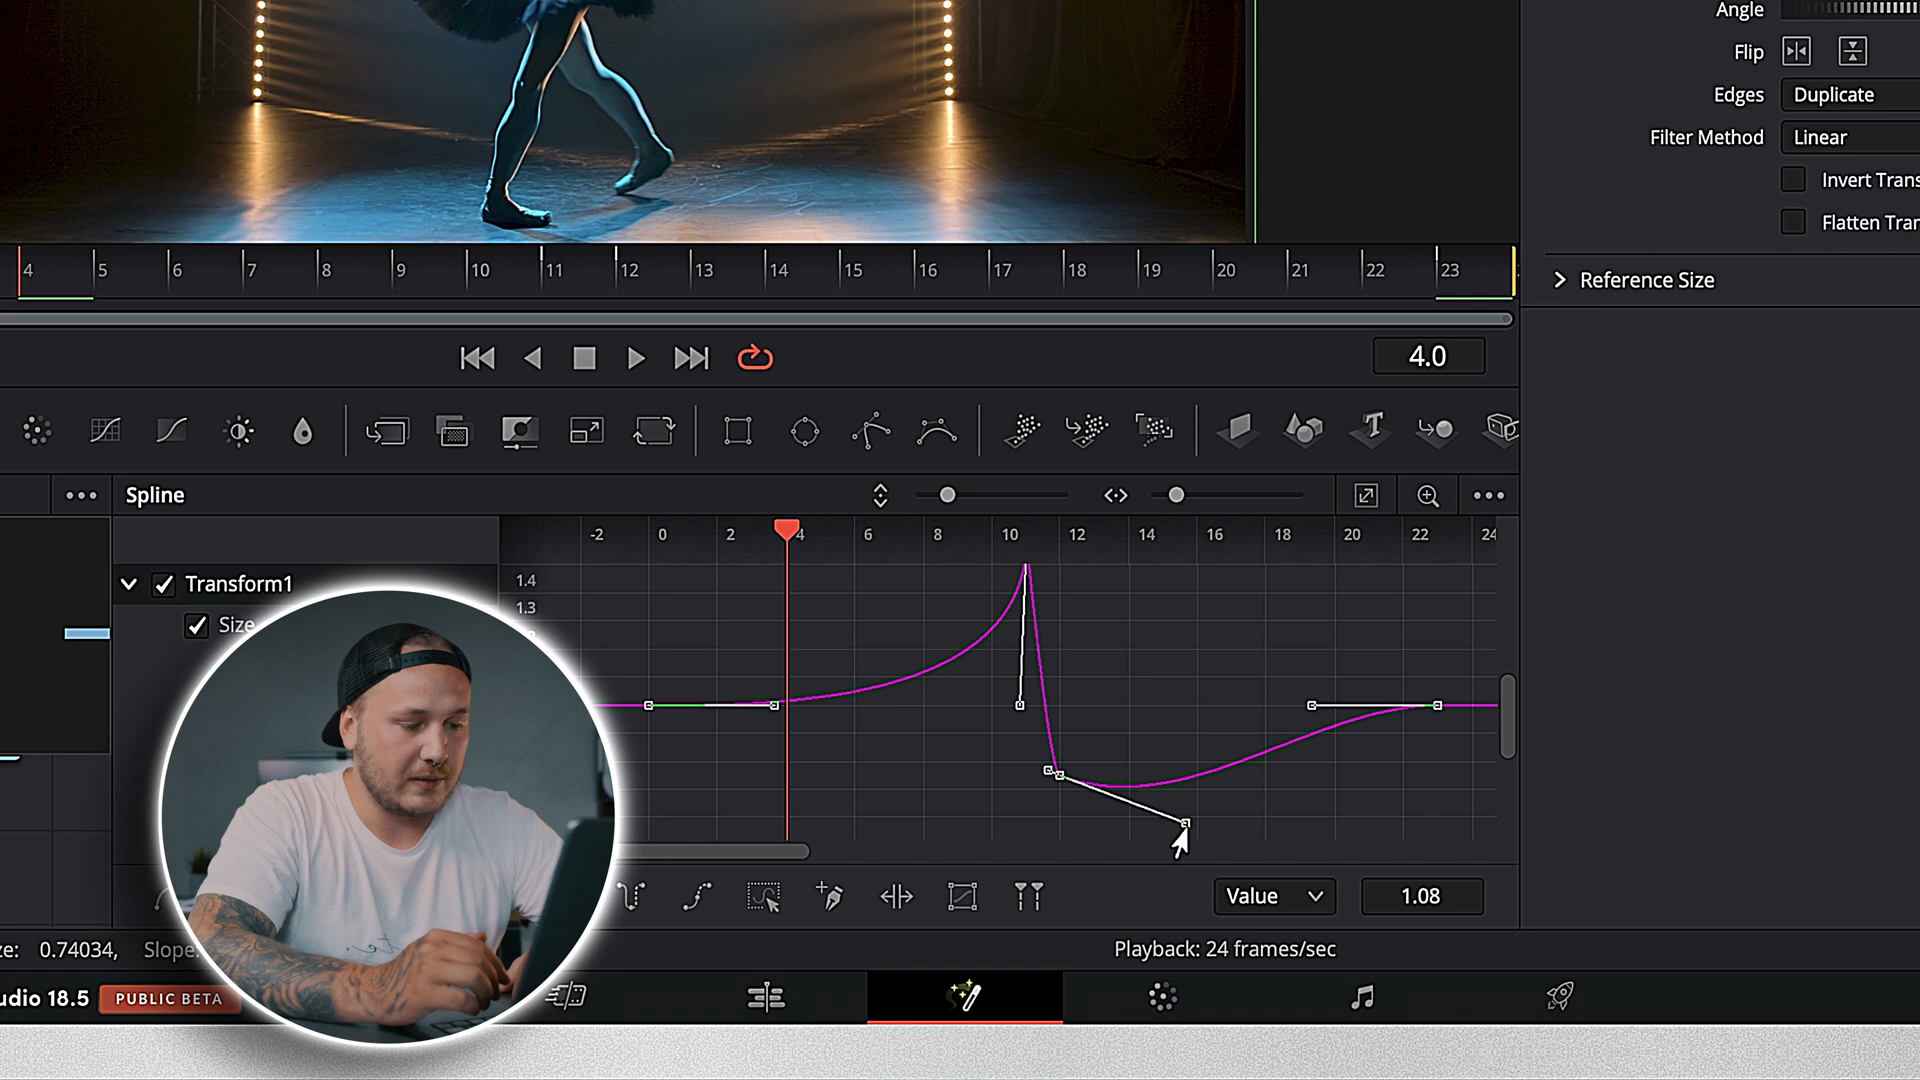 Angle
Flip
Edges Duplicate
Filter Method Linear
Invert Trans
Flatten Tran
4 5 6 7 8 9 10 11 12 13 14 15 16 17 18 19 20 21 22 23
Reference Size
4.0
Spline
-2 0 2 4 6 8 10 12 14 16 18 20 22 24
Transform1
1.4
Size
1.3
Value 1.08
ze: 0.74034, Slope:
Playback: 24 frames/sec
udio 18.5 PUBLIC BETA